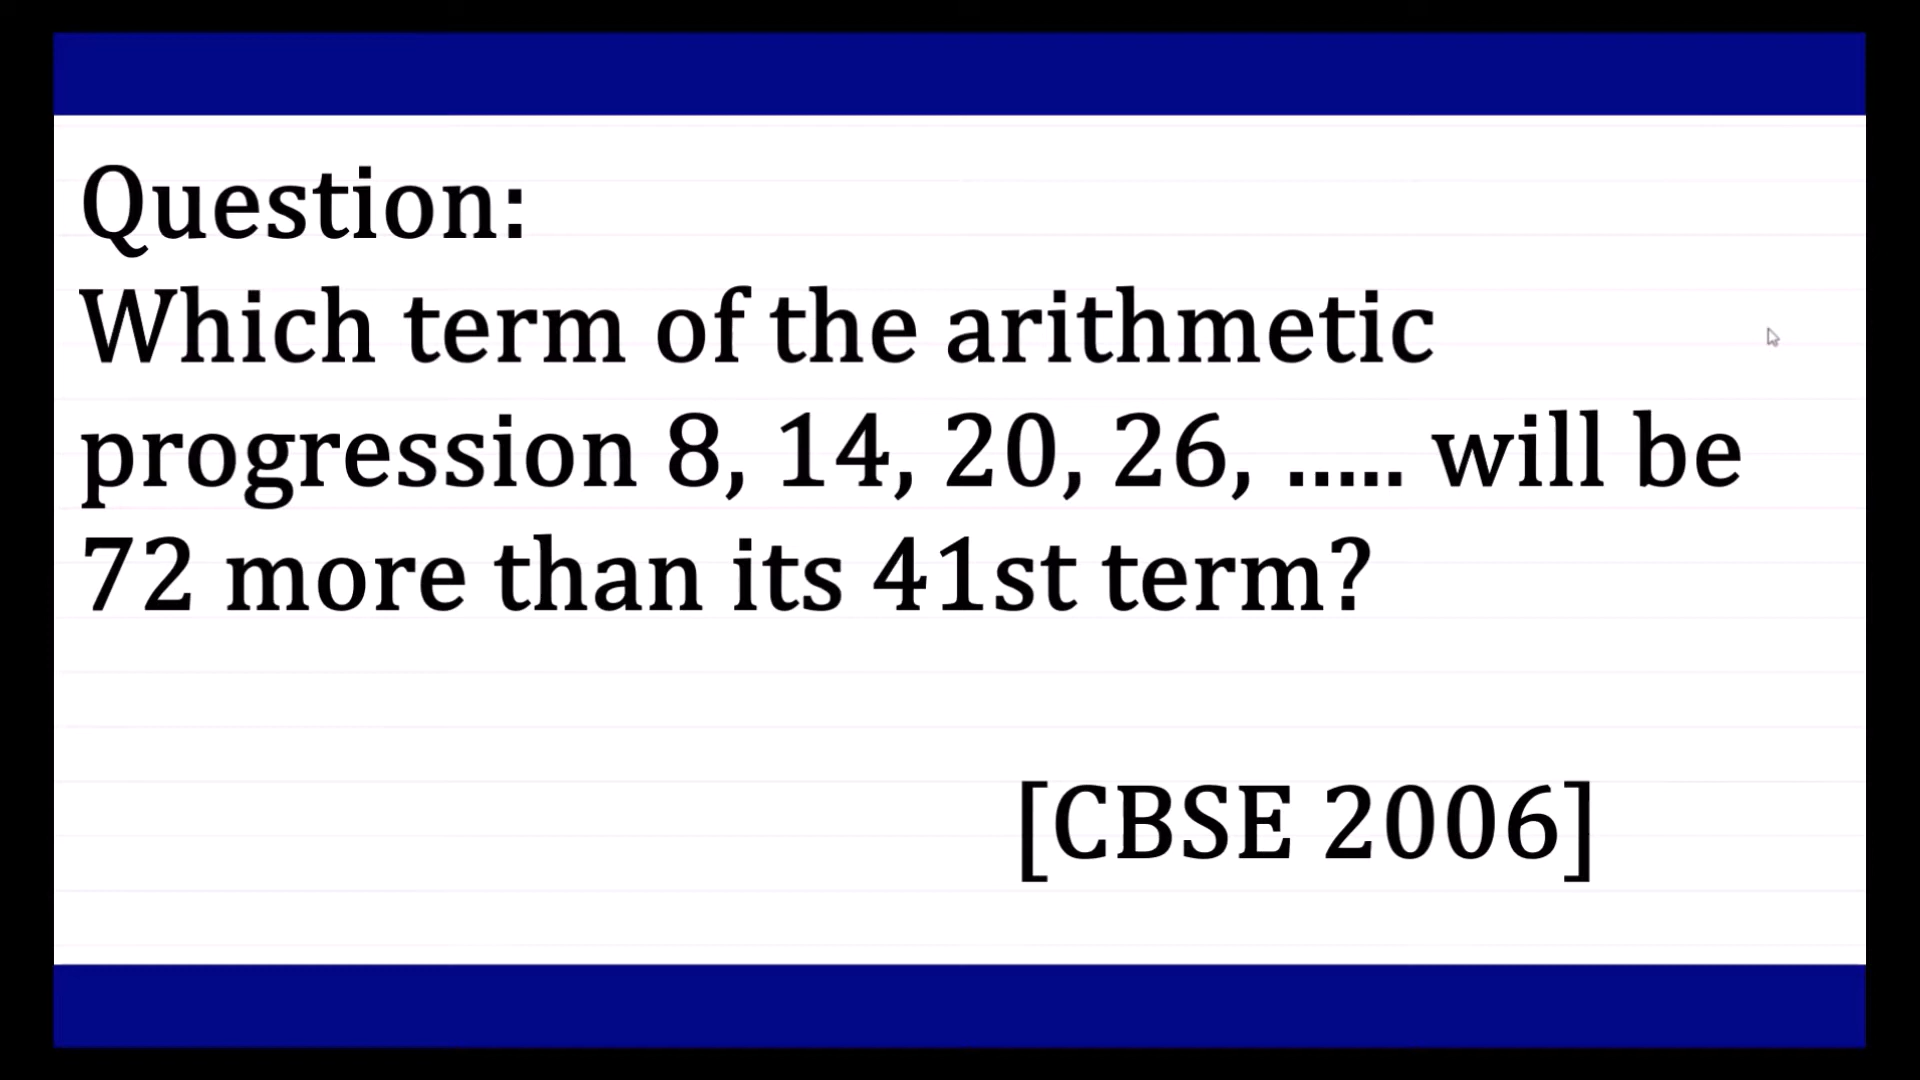 Question:
Which term of the arithmetic
progression 8, 14, 20, 26, ..... will be
72 more than its 41st term?
[CBSE 2006]